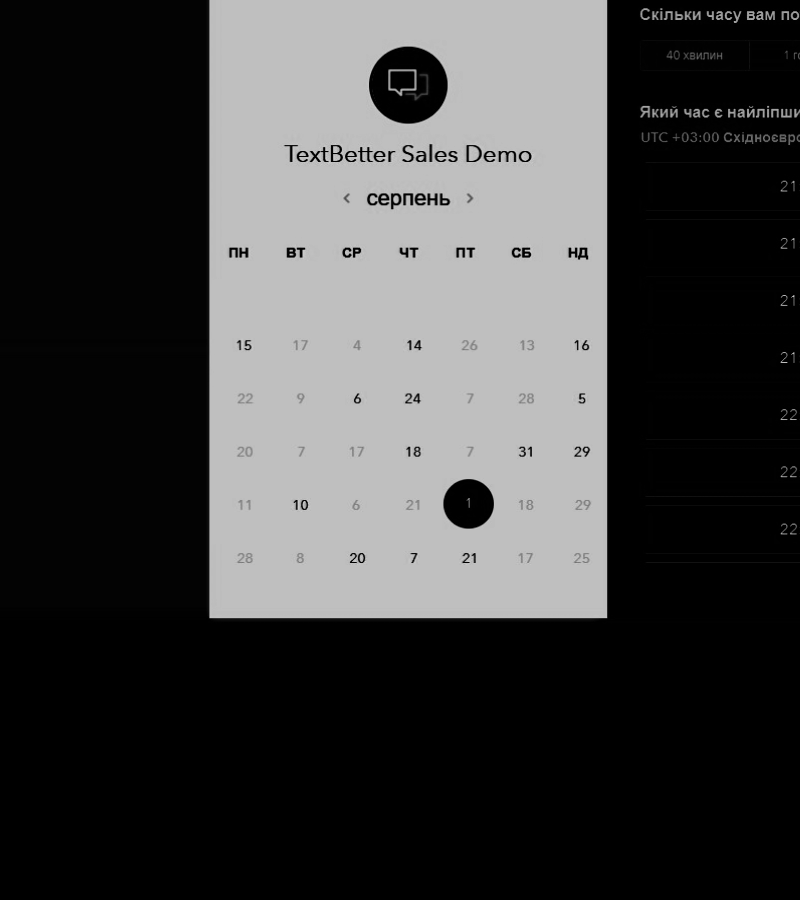 TextBetter Sales Demo
серпень
ПН ВТ СР ЧТ ПТ СБ НД
15 17 4 14 26 13 16
22 9 6 24 7 28 5
20 7 17 18 7 31 29
11 10 6 21 1 18 29
28 8 20 7 21 17 25
Скільки часу вам по
40 хвилин 1 го
Який час є найліпши
UTC +03:00 Східноєвро
21
21
21
21
22
22
22